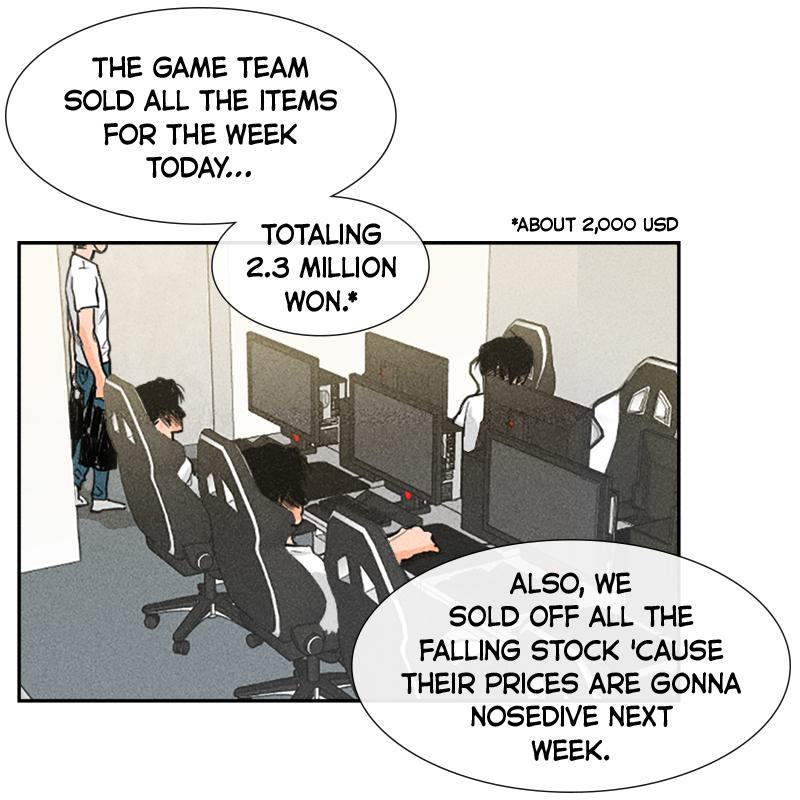 THE GAME TEAM
SOLD ALL THE ITEMS
FOR THE WEEK
TODAY...
TOTALING
2.3 MILLION
WON.*
*ABOUT 2,000 USD
ALSO, WE
SOLD OFF ALL THE
FALLING STOCK 'CAUSE
THEIR PRICES ARE GONNA
NOSEDIVE NEXT
WEEK.